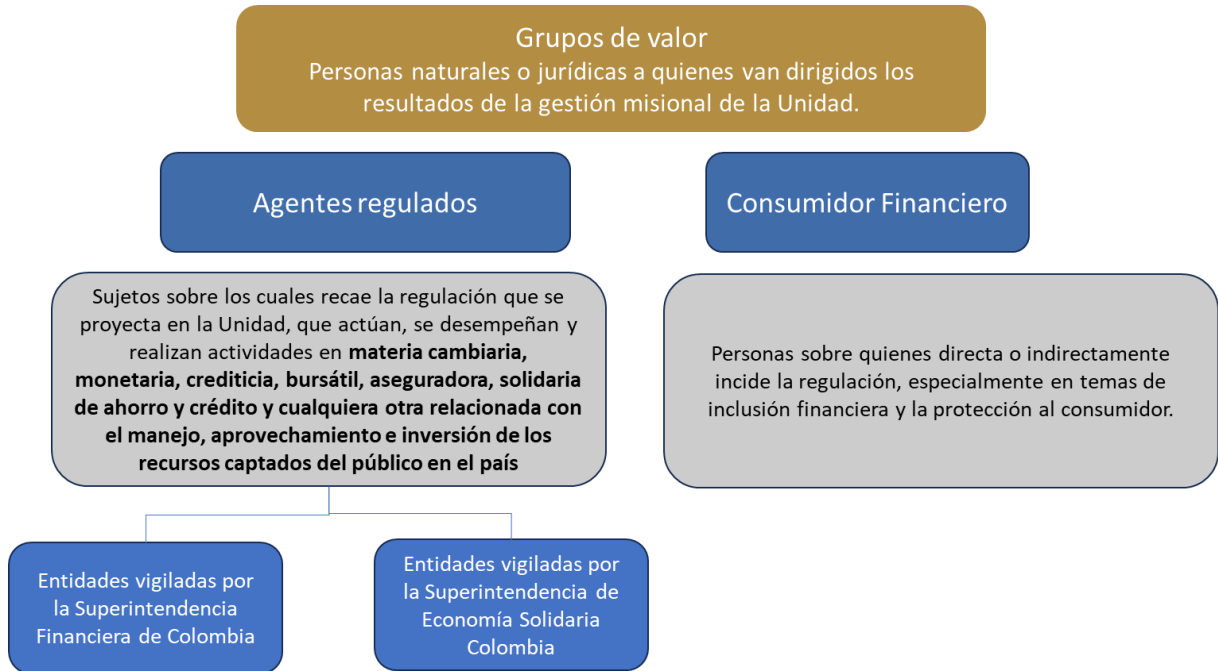 Grupos de valor
Personas naturales o jurídicas a quienes van dirigidos los
resultados de la gestión misional de la Unidad.
Agentes regulados
Consumidor Financiero
Sujetos sobre los cuales recae la regulación que se
proyecta en la Unidad, que actúan, se desempeñan y
realizan actividades en materia cambiaria,
monetaria, crediticia, bursátil, aseguradora, solidaria
de ahorro y crédito y cualquiera otra relacionada con
el manejo, aprovechamiento e inversión de los
recursos captados del público en el país
Personas sobre quienes directa o indirectamente
incide la regulación, especialmente en temas de
inclusión financiera y la protección al consumidor.
Entidades vigiladas por
la Superintendencia
Financiera de Colombia
Entidades vigiladas por
la Superintendencia de
Economía Solidaria
Colombia